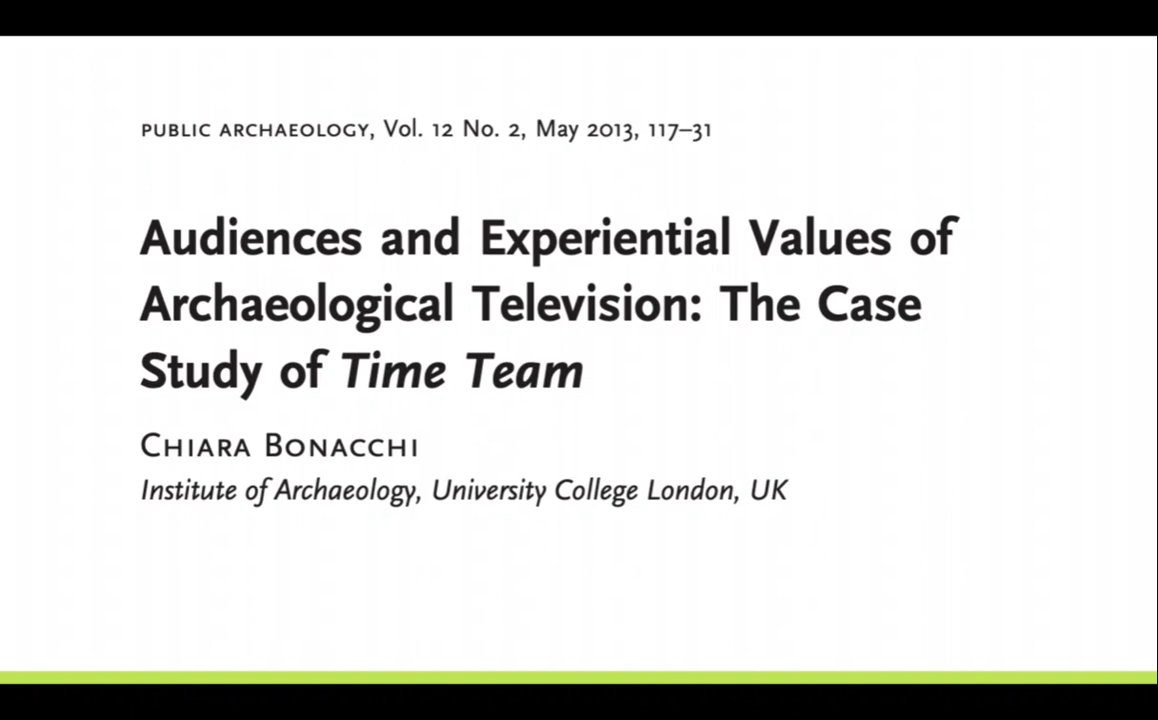 PUBLIC ARCHAEOLOGY, Vol. 12 No. 2, May 2013, 117–31
Audiences and Experiential Values of
Archaeological Television: The Case
Study of Time Team
CHIARA BONACCHI
Institute of Archaeology, University College London, UK